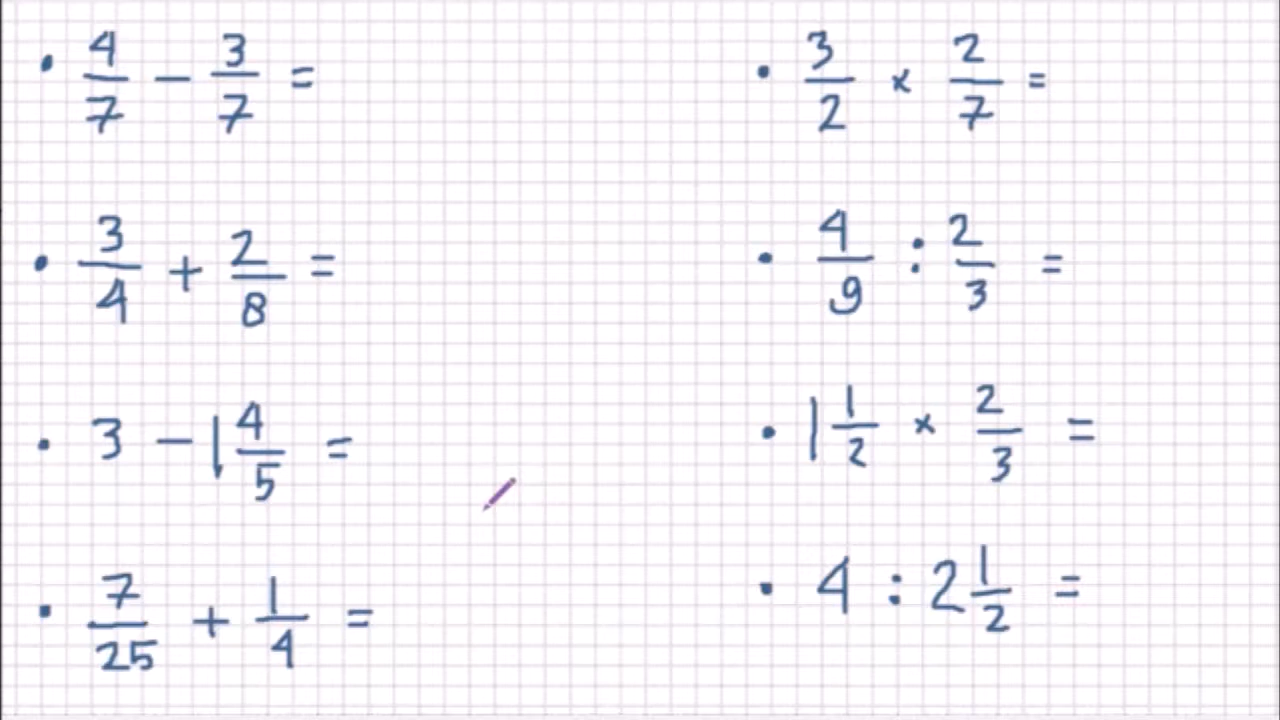 • 4/7 − 3/7 =
• 3/4 + 2/8 =
• 3 − 1 4/5 =
• 7/25 + 1/4 =
• 3/2 × 2/7 =
• 4/9 : 2/3 =
• 1 1/2 × 2/3 =
• 4 : 2 1/2 =